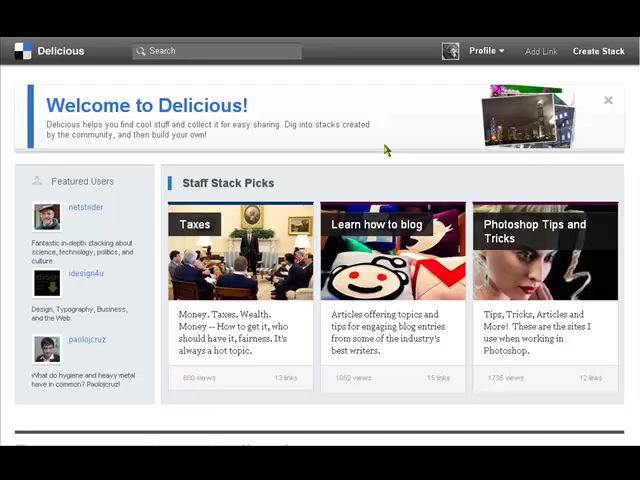 Delicious
Search
Profile
Add Link
Create Stack
Welcome to Delicious!
Delicious helps you find cool stuff and collect it for easy sharing. Dig into stacks created
by the community, and then build your own!
Featured Users
netstrider
Fantastic in-depth stacking about
science, technology, politics, and
culture.
idesign4u
Design, Typography, Business,
and the Web.
paolojcruz
What do hygiene and heavy metal
have in common? Paolojcruz!
Staff Stack Picks
Taxes
Money. Taxes. Wealth.
Money -- How to get it, who
should have it, fairness. It's
always a hot topic.
800 views
13 links
Learn how to blog
Articles offering topics and
tips for engaging blog entries
from some of the industry's
best writers.
1052 views
15 links
Photoshop Tips and
Tricks
Tips, Tricks, Articles and
More! These are the sites I
use when working in
Photoshop.
1735 views
12 links